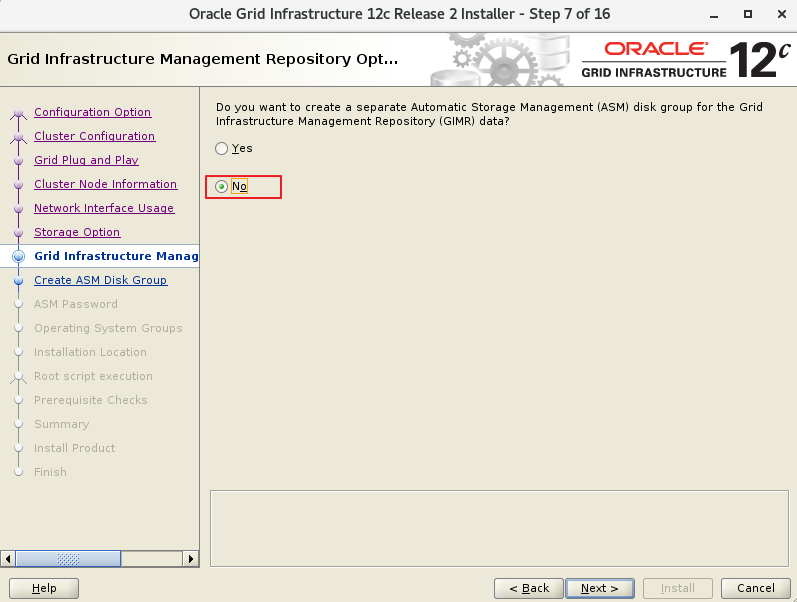 Oracle Grid Infrastructure 12c Release 2 Installer - Step 7 of 16
Grid Infrastructure Management Repository Opt...
ORACLE
GRID INFRASTRUCTURE
12c
Configuration Option
Cluster Configuration
Grid Plug and Play
Cluster Node Information
Network Interface Usage
Storage Option
Grid Infrastructure Manag
Create ASM Disk Group
ASM Password
Operating System Groups
Installation Location
Root script execution
Prerequisite Checks
Summary
Install Product
Finish
Do you want to create a separate Automatic Storage Management (ASM) disk group for the Grid
Infrastructure Management Repository (GIMR) data?
Yes
No
Help
< Back
Next >
Install
Cancel